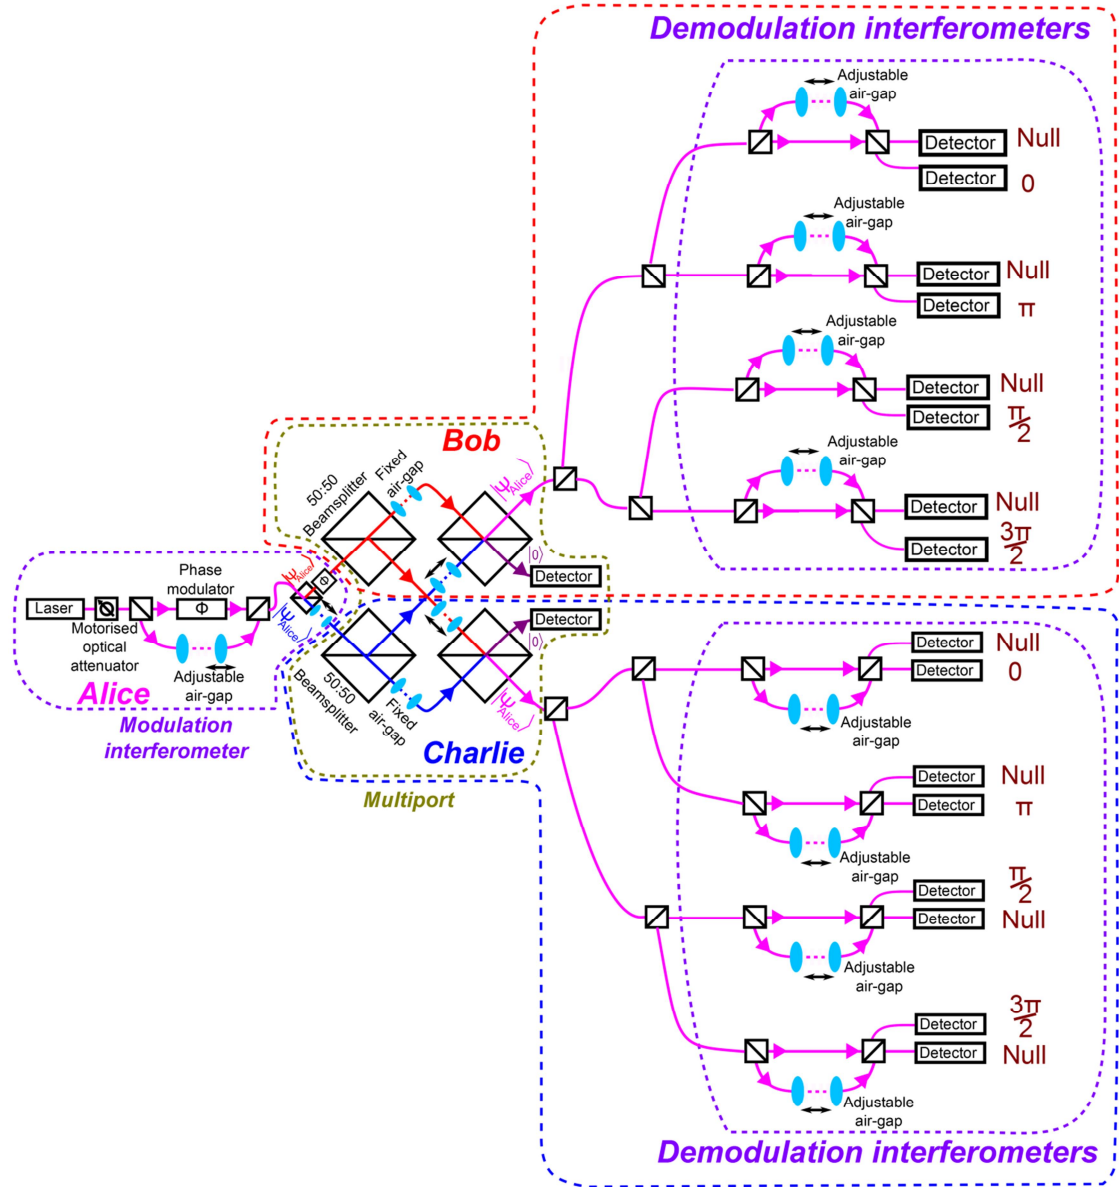 Demodulation interferometers
Adjustable
air-gap
Detector
Null
Detector
0
Adjustable
air-gap
Detector
Null
Detector
π
Adjustable
air-gap
Detector
Null
Detector
π/2
Adjustable
air-gap
Detector
Null
Detector
3π/2
Bob
50:50
Beamsplitter
Fixed
air-gap
|Ψ Alice⟩
|0⟩
Detector
Detector
|0⟩
|Ψ Alice⟩
Φ
|Ψ Alice⟩
|Ψ Alice⟩
50:50
Beamsplitter
Fixed
air-gap
Charlie
Multiport
Laser
Phase
modulator
Φ
Motorised
optical
attenuator
Adjustable
air-gap
Alice
Modulation
interferometer
Detector
Null
Detector
0
Adjustable
air-gap
Detector
Null
Detector
π
Adjustable
air-gap
Detector
π/2
Detector
Null
Adjustable
air-gap
Detector
3π/2
Detector
Null
Adjustable
air-gap
Demodulation interferometers